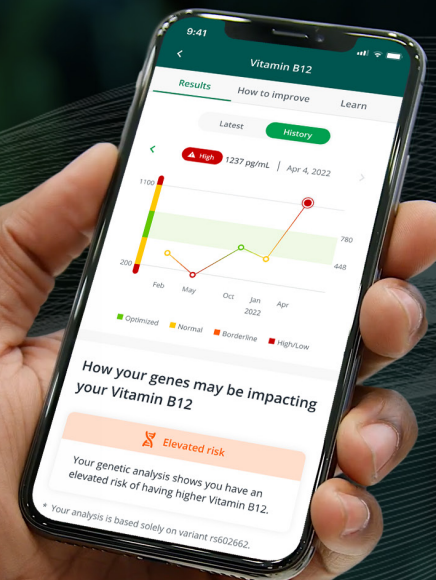 9:41
Vitamin B12
Results How to improve Learn
Latest History
High 1237 pg/mL | Apr 4, 2022
1100
780
448
200
Feb May Oct Jan Apr
2022
Optimized Normal Borderline High/Low
How your genes may be impacting
your Vitamin B12
Elevated risk
Your genetic analysis shows you have an
elevated risk of having higher Vitamin B12.
* Your analysis is based solely on variant rs602662.